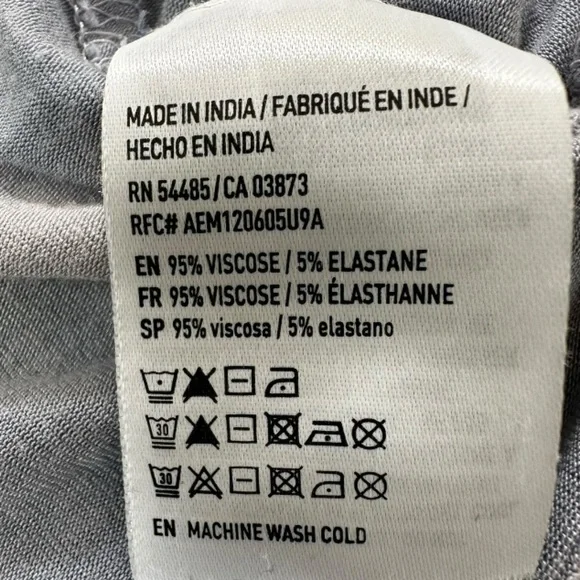 MADE IN INDIA / FABRIQUÉ EN INDE /
HECHO EN INDIA
RN 54485 / CA 03873
RFC# AEM120605U9A
EN 95% VISCOSE / 5% ELASTANE
FR 95% VISCOSE / 5% ÉLASTHANNE
SP 95% viscosa / 5% elastano
30
30
EN MACHINE WASH COLD